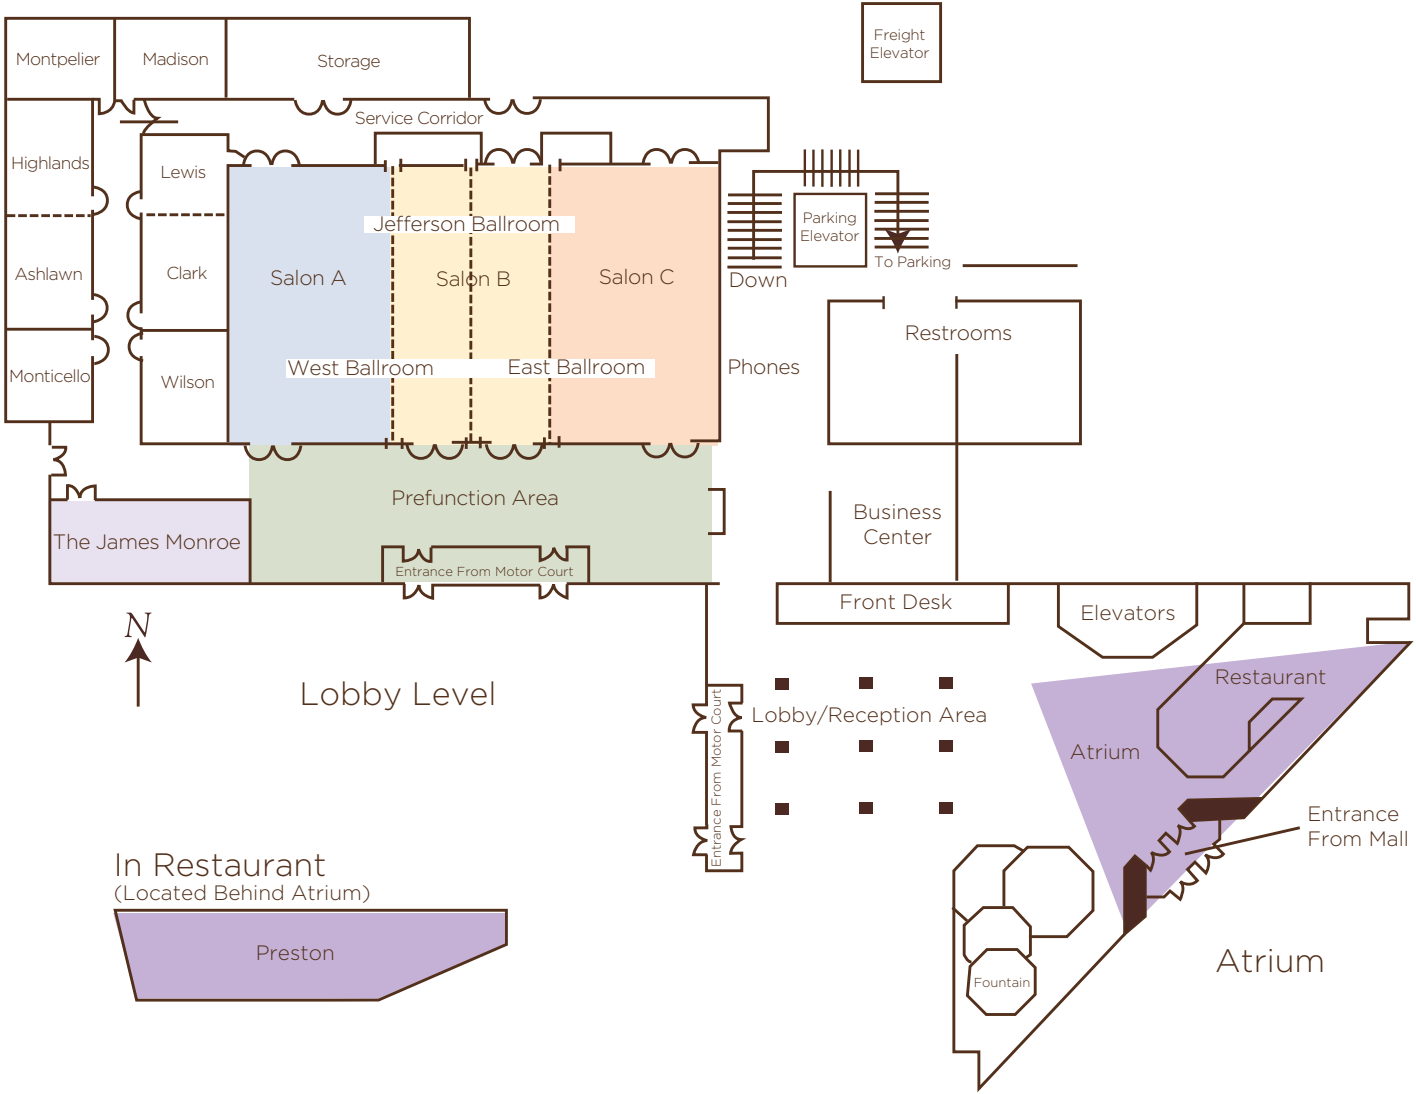 Freight
Elevator
Montpelier
Madison
Storage
Service Corridor
Highlands
Lewis
Jefferson Ballroom
Parking
Elevator
To Parking
Ashlawn
Clark
Salon A
Salon B
Salon C
Down
Restrooms
Monticello
Wilson
West Ballroom
East Ballroom
Phones
Prefunction Area
Business
Center
The James Monroe
Entrance From Motor Court
Front Desk
Elevators
N
Lobby Level
Restaurant
Entrance From Motor Court
Lobby/Reception Area
Atrium
Entrance
From Mall
In Restaurant
(Located Behind Atrium)
Preston
Atrium
Fountain